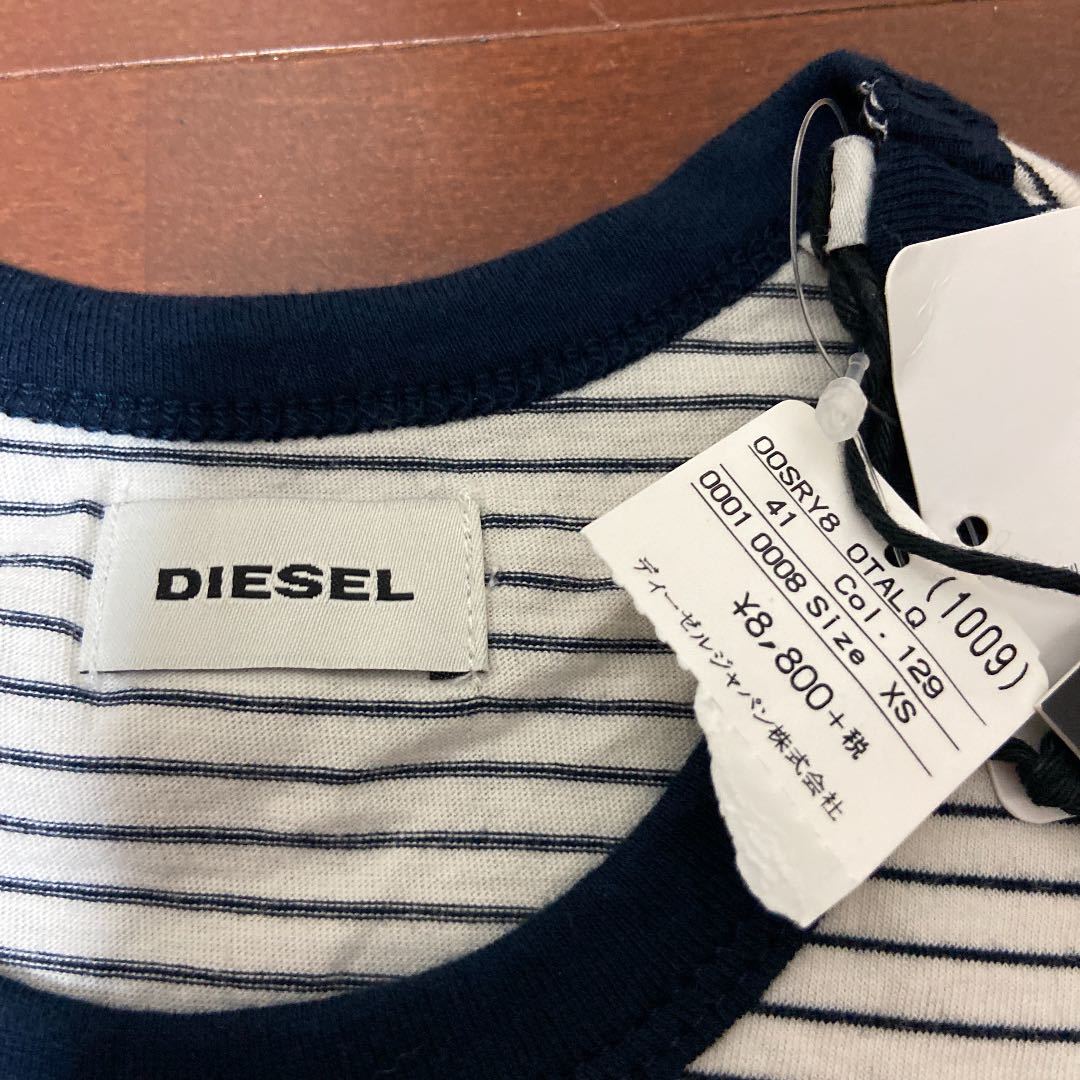 DIESEL
00SRY8 0TALQ
41 Col. 129
0001 0008 Size XS
(1009)
¥8,800+税
ディーゼルジャパン株式会社